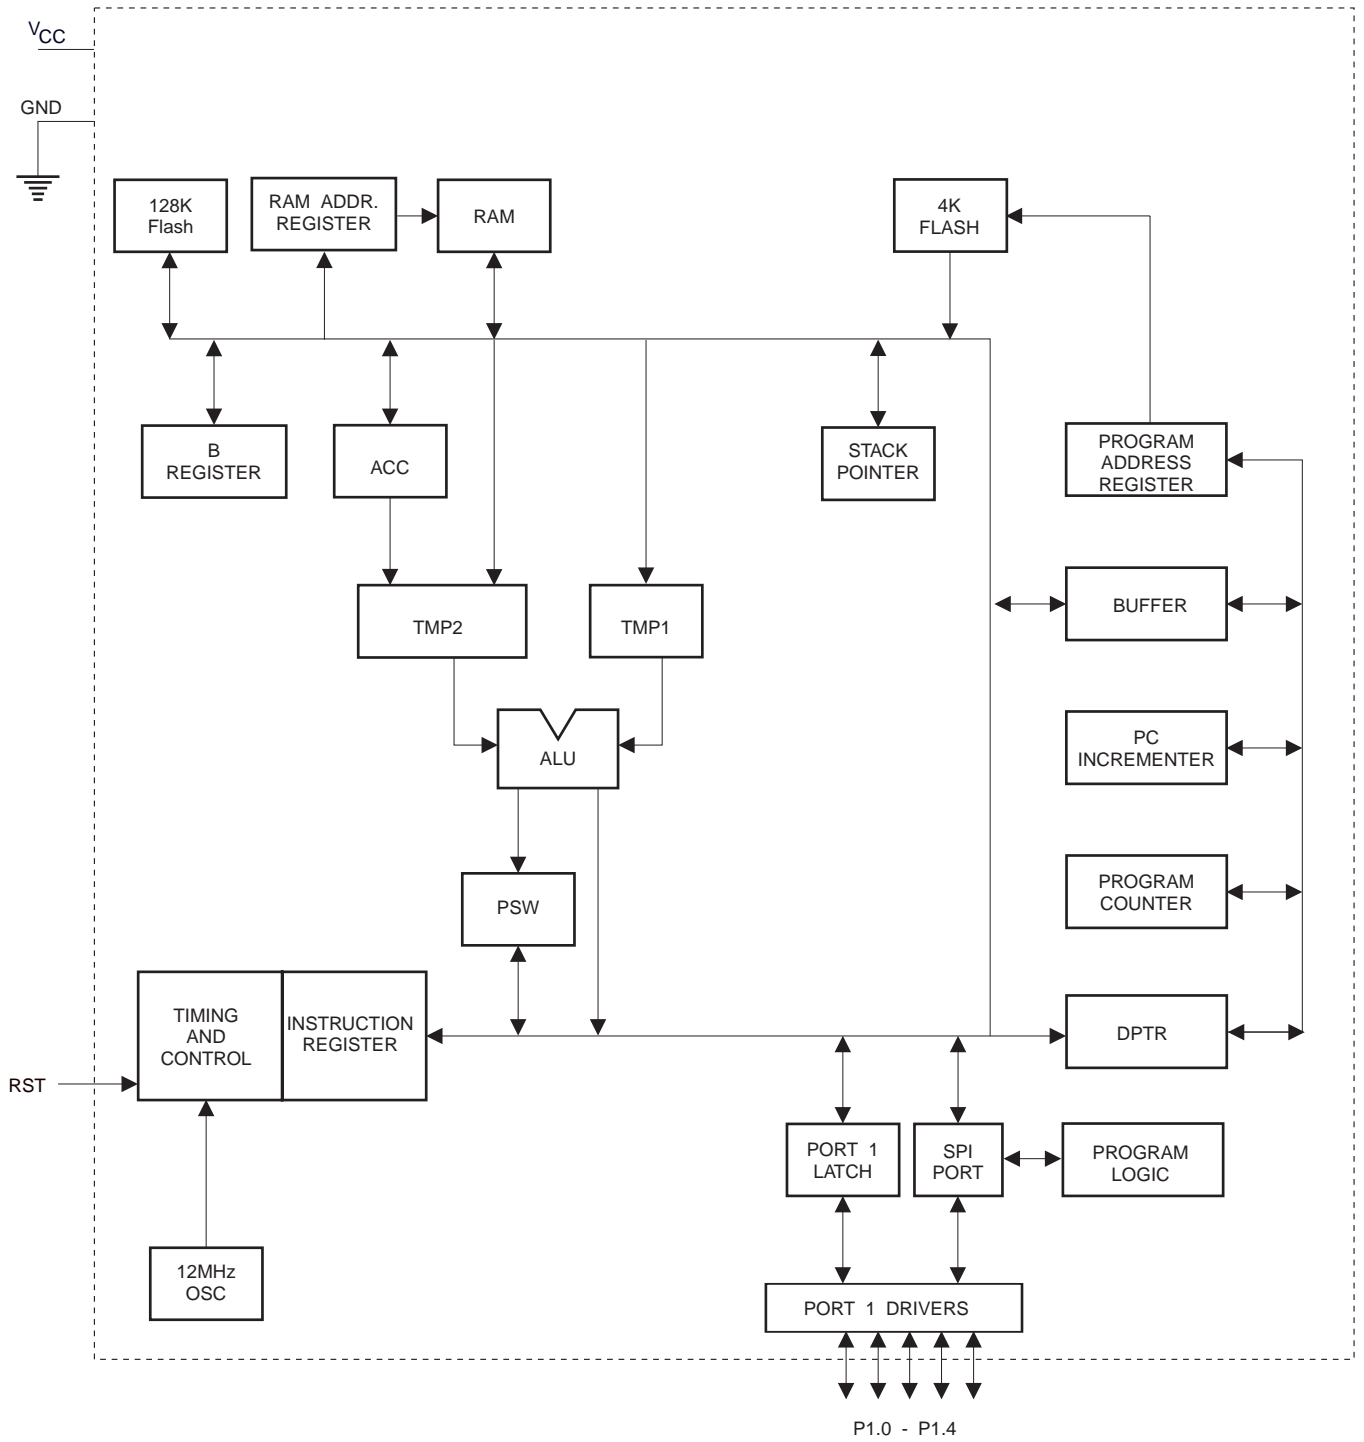 VCC
GND
128K
Flash
RAM ADDR.
REGISTER
RAM
4K
FLASH
B
REGISTER
ACC
STACK
POINTER
PROGRAM
ADDRESS
REGISTER
TMP2
TMP1
BUFFER
ALU
PC
INCREMENTER
PSW
PROGRAM
COUNTER
TIMING
AND
CONTROL
INSTRUCTION
REGISTER
DPTR
RST
PORT 1
LATCH
SPI
PORT
PROGRAM
LOGIC
12MHz
OSC
PORT 1 DRIVERS
P1.0 - P1.4